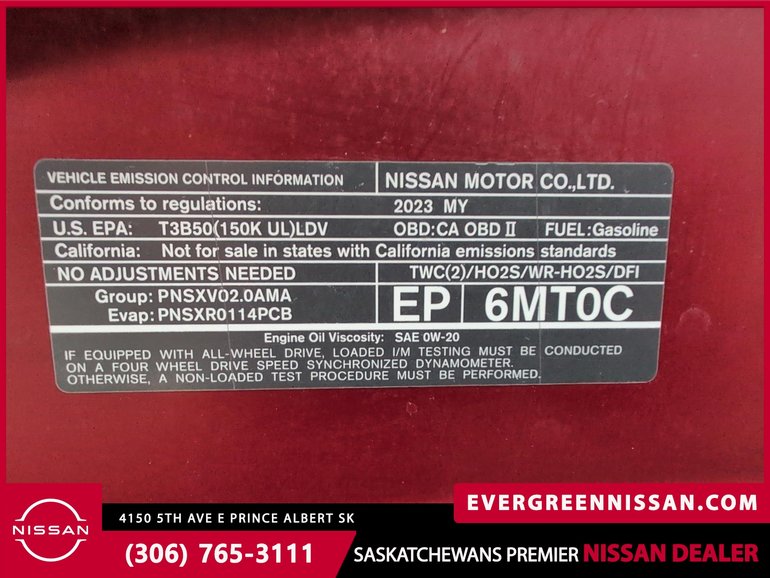 VEHICLE EMISSION CONTROL INFORMATION NISSAN MOTOR CO.,LTD.
Conforms to regulations: 2023 MY
U.S. EPA: T3B50(150K UL)LDV OBD:CA OBD II FUEL:Gasoline
California: Not for sale in states with California emissions standards
NO ADJUSTMENTS NEEDED TWC(2)/HO2S/WR-HO2S/DFI
Group: PNSXV02.0AMA
Evap: PNSXR0114PCB
EP 6MT0C
Engine Oil Viscosity: SAE 0W-20
IF EQUIPPED WITH ALL-WHEEL DRIVE, LOADED I/M TESTING MUST BE CONDUCTED
ON A FOUR WHEEL DRIVE SPEED SYNCHRONIZED DYNAMOMETER.
OTHERWISE, A NON-LOADED TEST PROCEDURE MUST BE PERFORMED.
EVERGREENNISSAN.COM
NISSAN
4150 5TH AVE E PRINCE ALBERT SK
(306) 765-3111
SASKATCHEWANS PREMIER NISSAN DEALER